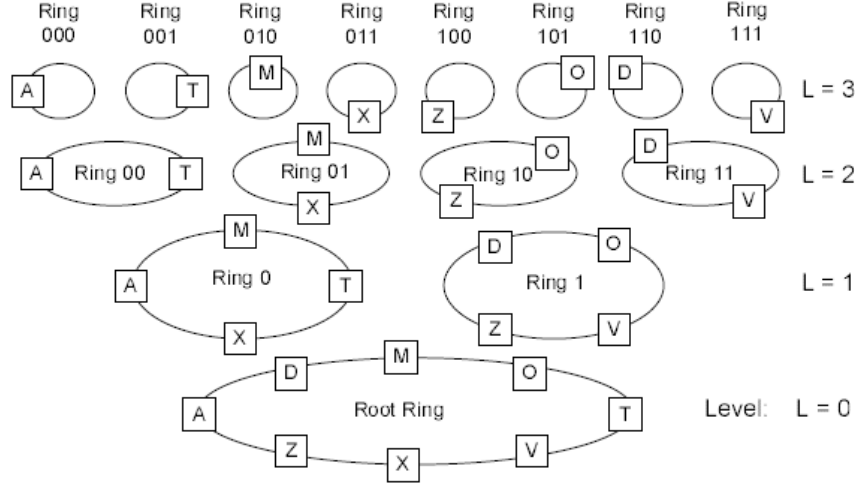 Ring Ring Ring Ring Ring Ring Ring Ring
000 001 010 011 100 101 110 111
A T M X Z O D V L = 3
A Ring 00 T M Ring 01 X Z Ring 10 O D Ring 11 V L = 2
M D O
A Ring 0 T Ring 1 L = 1
X Z V
D M O
A Root Ring T Level: L = 0
Z X V